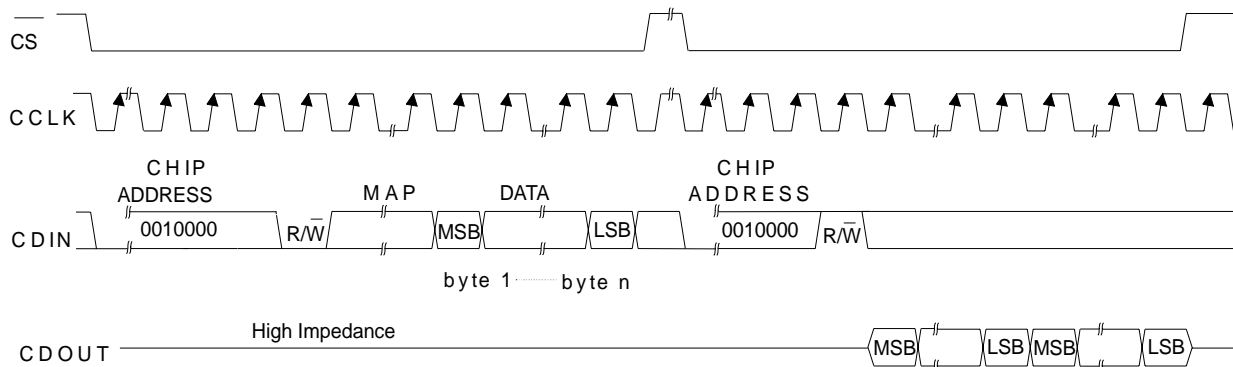 CS
CCLK
CHIP
ADDRESS
MAP
DATA
CHIP
ADDRESS
CDIN
0010000
R/W
MSB
LSB
0010000
R/W
byte 1
byte n
High Impedance
CDOUT
MSB
LSB
MSB
LSB